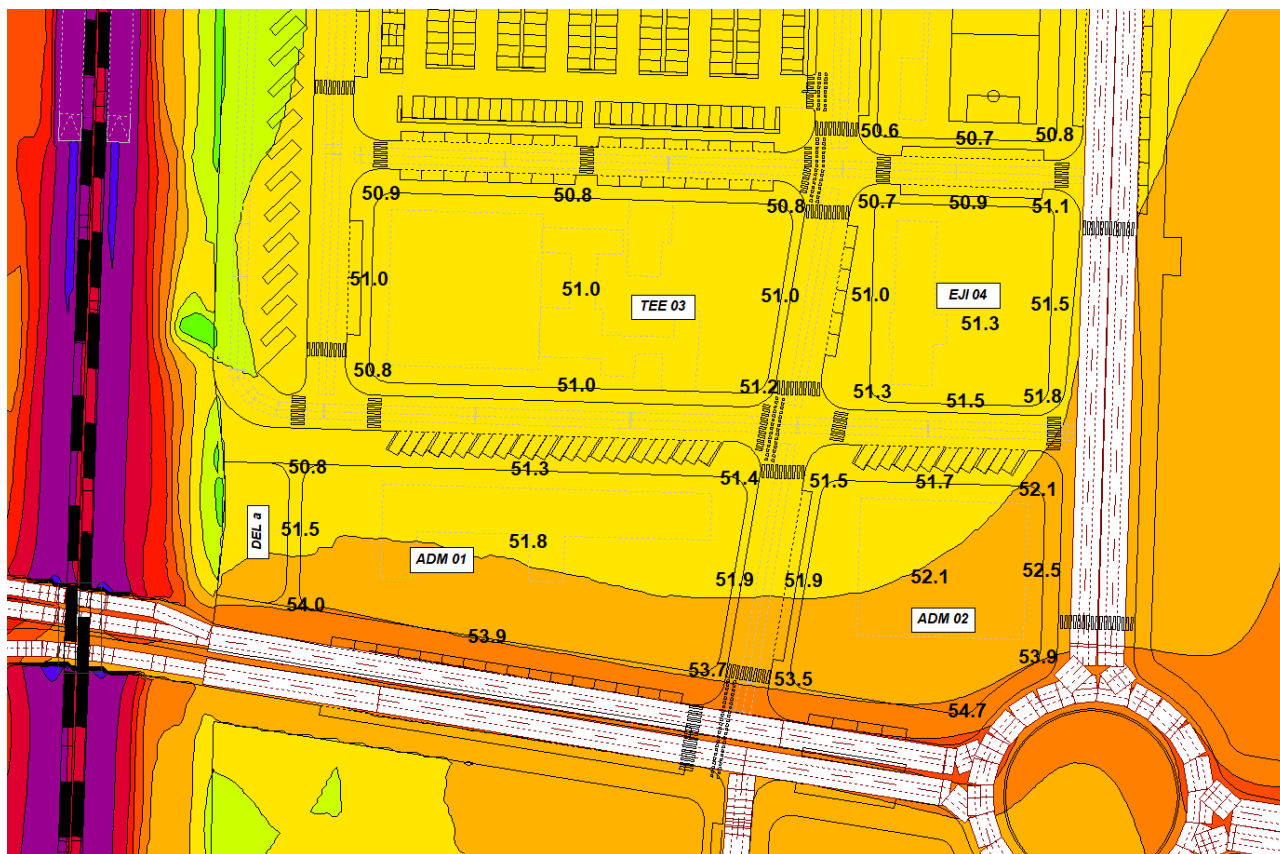 50.6 50.7 50.8
50.9 50.8 50.8 50.7 50.9 51.1
51.0 51.0 51.0 51.0 51.5
TEE 03 EJI 04
51.3
50.8 51.0 51.2 51.3 51.5 51.8
50.8 51.3 51.4 51.5 51.7 52.1
DEL a 51.5 51.8
ADM 01 51.9 51.9 52.1 52.5
54.0 ADM 02
53.9 53.7 53.5 53.9
54.7